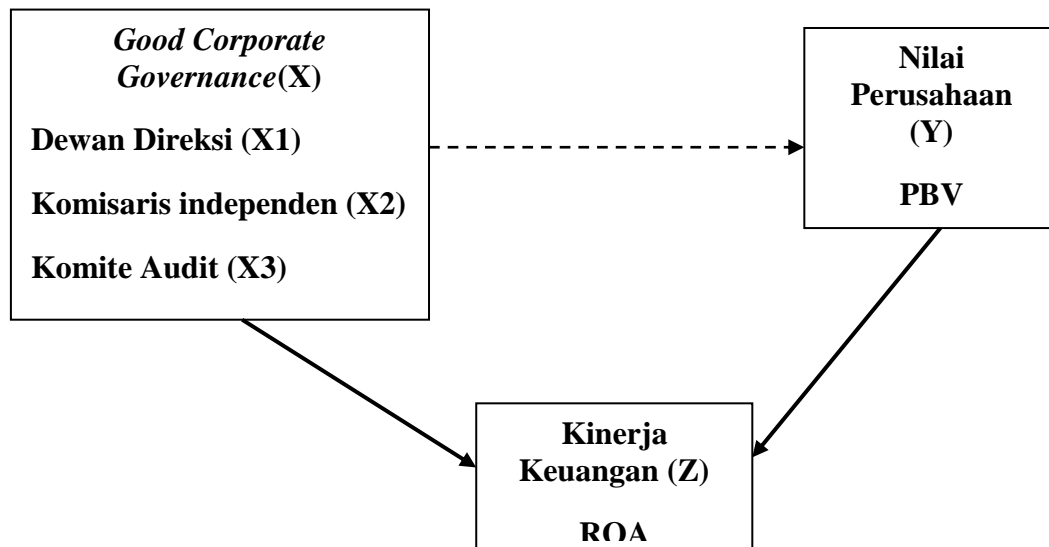 Good Corporate
Governance(X)
Dewan Direksi (X1)
Komisaris independen (X2)
Komite Audit (X3)
Nilai
Perusahaan
(Y)
PBV
Kinerja
Keuangan (Z)
ROA